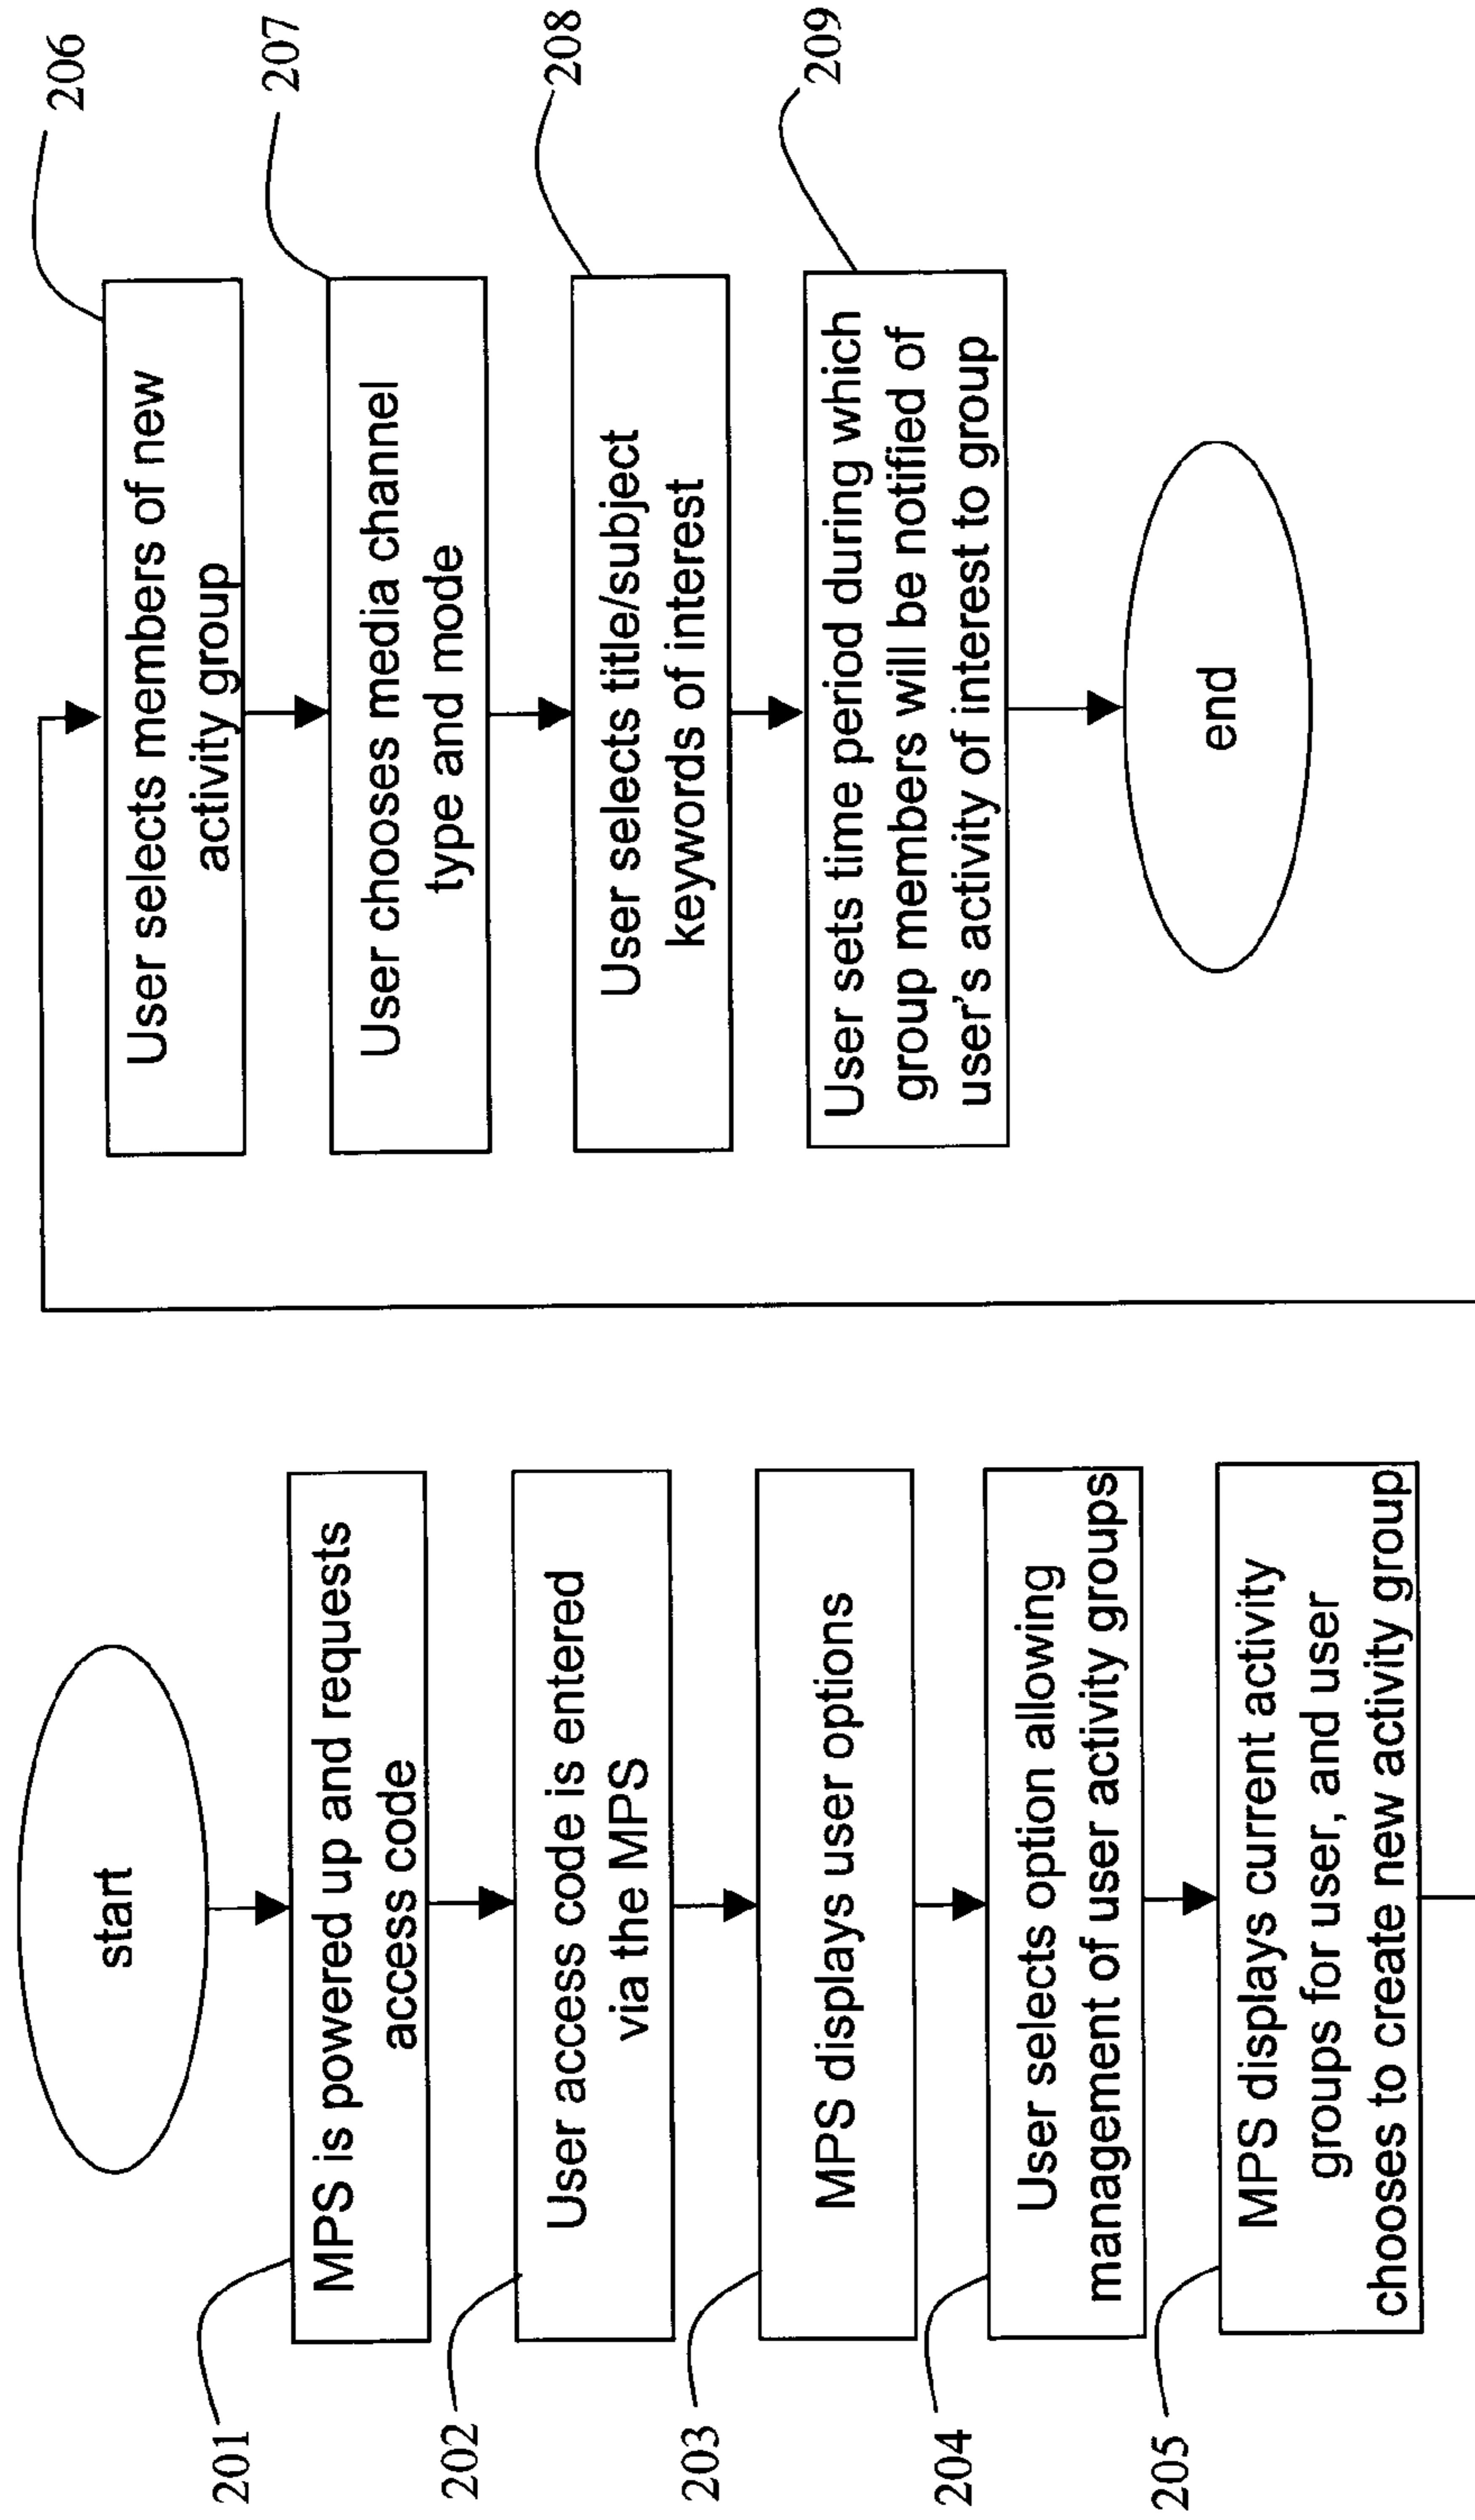 start
201
MPS is powered up and requests
access code
202
User access code is entered
via the MPS
203
MPS displays user options
204
User selects option allowing
management of user activity groups
205
MPS displays current activity
groups for user, and user
chooses to create new activity group
206
User selects members of new
activity group
207
User chooses media channel
type and mode
208
User selects title/subject
keywords of interest
209
User sets time period during which
group members will be notified of
user's activity of interest to group
end